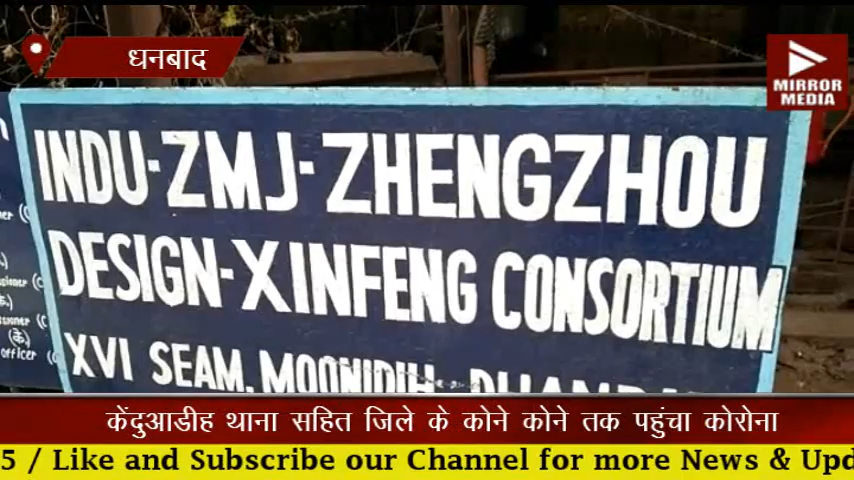 धनबाद
MIRROR
MEDIA
INDU-ZMJ-ZHENGZHOU
DESIGN-XINFENG CONSORTIUM
XVI SEAM, MOONIDIH
केंदुआडीह थाना सहित जिले के कोने कोने तक पहुंचा कोरोना
5 / Like and Subscribe our Channel for more News &